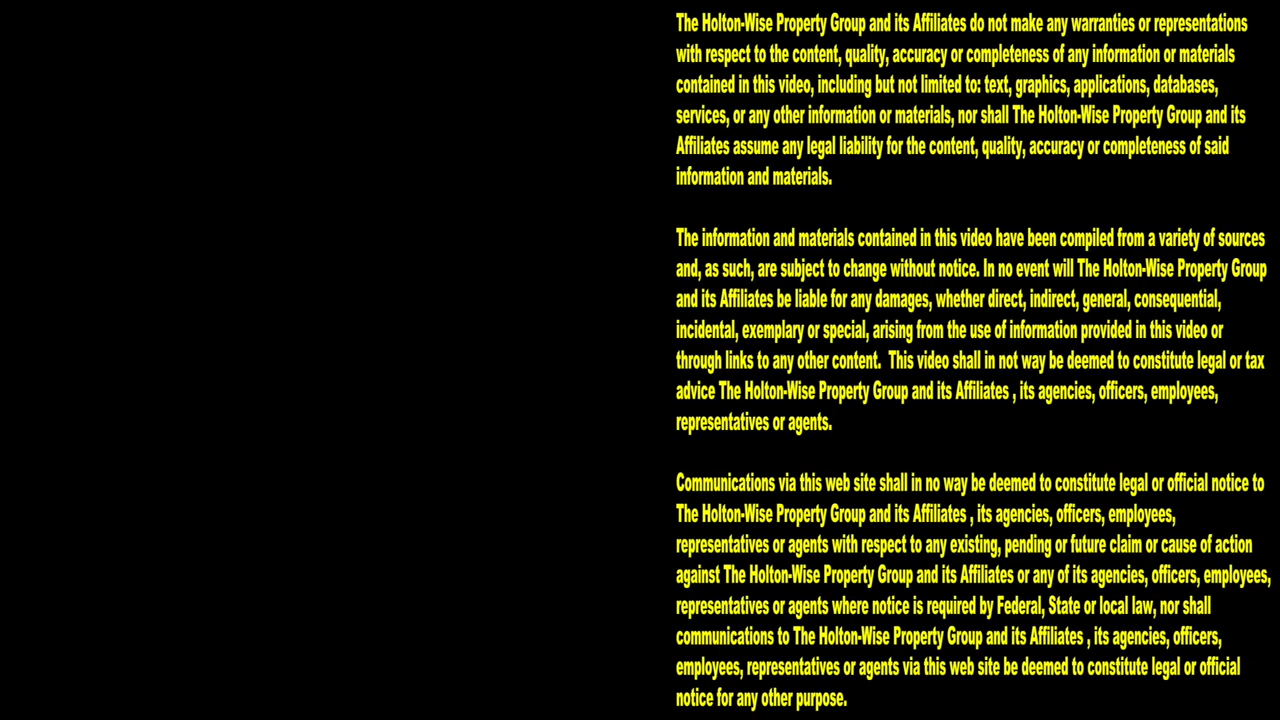 The Holton-Wise Property Group and its Affiliates do not make any warranties or representations
with respect to the content, quality, accuracy or completeness of any information or materials
contained in this video, including but not limited to: text, graphics, applications, databases,
services, or any other information or materials, nor shall The Holton-Wise Property Group and its
Affiliates assume any legal liability for the content, quality, accuracy or completeness of said
information and materials.
The information and materials contained in this video have been compiled from a variety of sources
and, as such, are subject to change without notice. In no event will The Holton-Wise Property Group
and its Affiliates be liable for any damages, whether direct, indirect, general, consequential,
incidental, exemplary or special, arising from the use of information provided in this video or
through links to any other content.  This video shall in not way be deemed to constitute legal or tax
advice The Holton-Wise Property Group and its Affiliates , its agencies, officers, employees,
representatives or agents.
Communications via this web site shall in no way be deemed to constitute legal or official notice to
The Holton-Wise Property Group and its Affiliates , its agencies, officers, employees,
representatives or agents with respect to any existing, pending or future claim or cause of action
against The Holton-Wise Property Group and its Affiliates or any of its agencies, officers, employees,
representatives or agents where notice is required by Federal, State or local law, nor shall
communications to The Holton-Wise Property Group and its Affiliates , its agencies, officers,
employees, representatives or agents via this web site be deemed to constitute legal or official
notice for any other purpose.